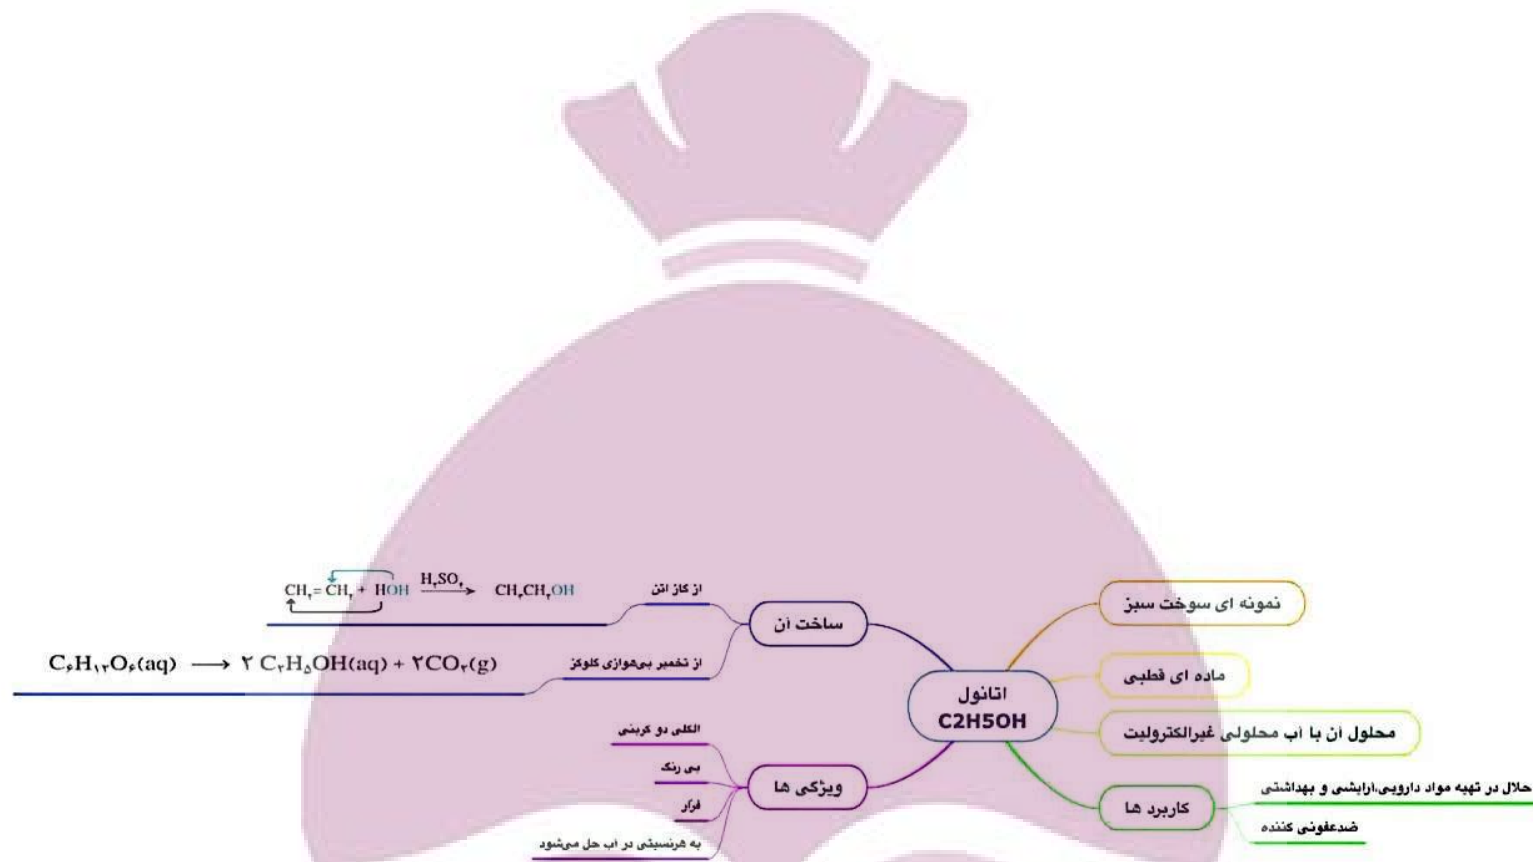 اتانول
C2H5OH
نمونه ای سوخت سبز
ماده ای قطبی
محلول آن با آب محلولی غیرالکترولیت
کاربرد ها
حلال در تهیه مواد دارویی،آرایشی و بهداشتی
ضدعفونی کننده
ساخت آن
از گاز اتن
CH₂ = CH₂ + HOH H₂SO₄ → CH₃CH₂OH
از تخمیر بی‌هوازی گلوکز
C₆H₁₂O₆(aq) → ۲ C₂H₅OH(aq) + ۲CO₂(g)
ویژگی ها
الکلی دو کربنی
بی رنگ
فرّار
به هرنسبتی در آب حل می‌شود